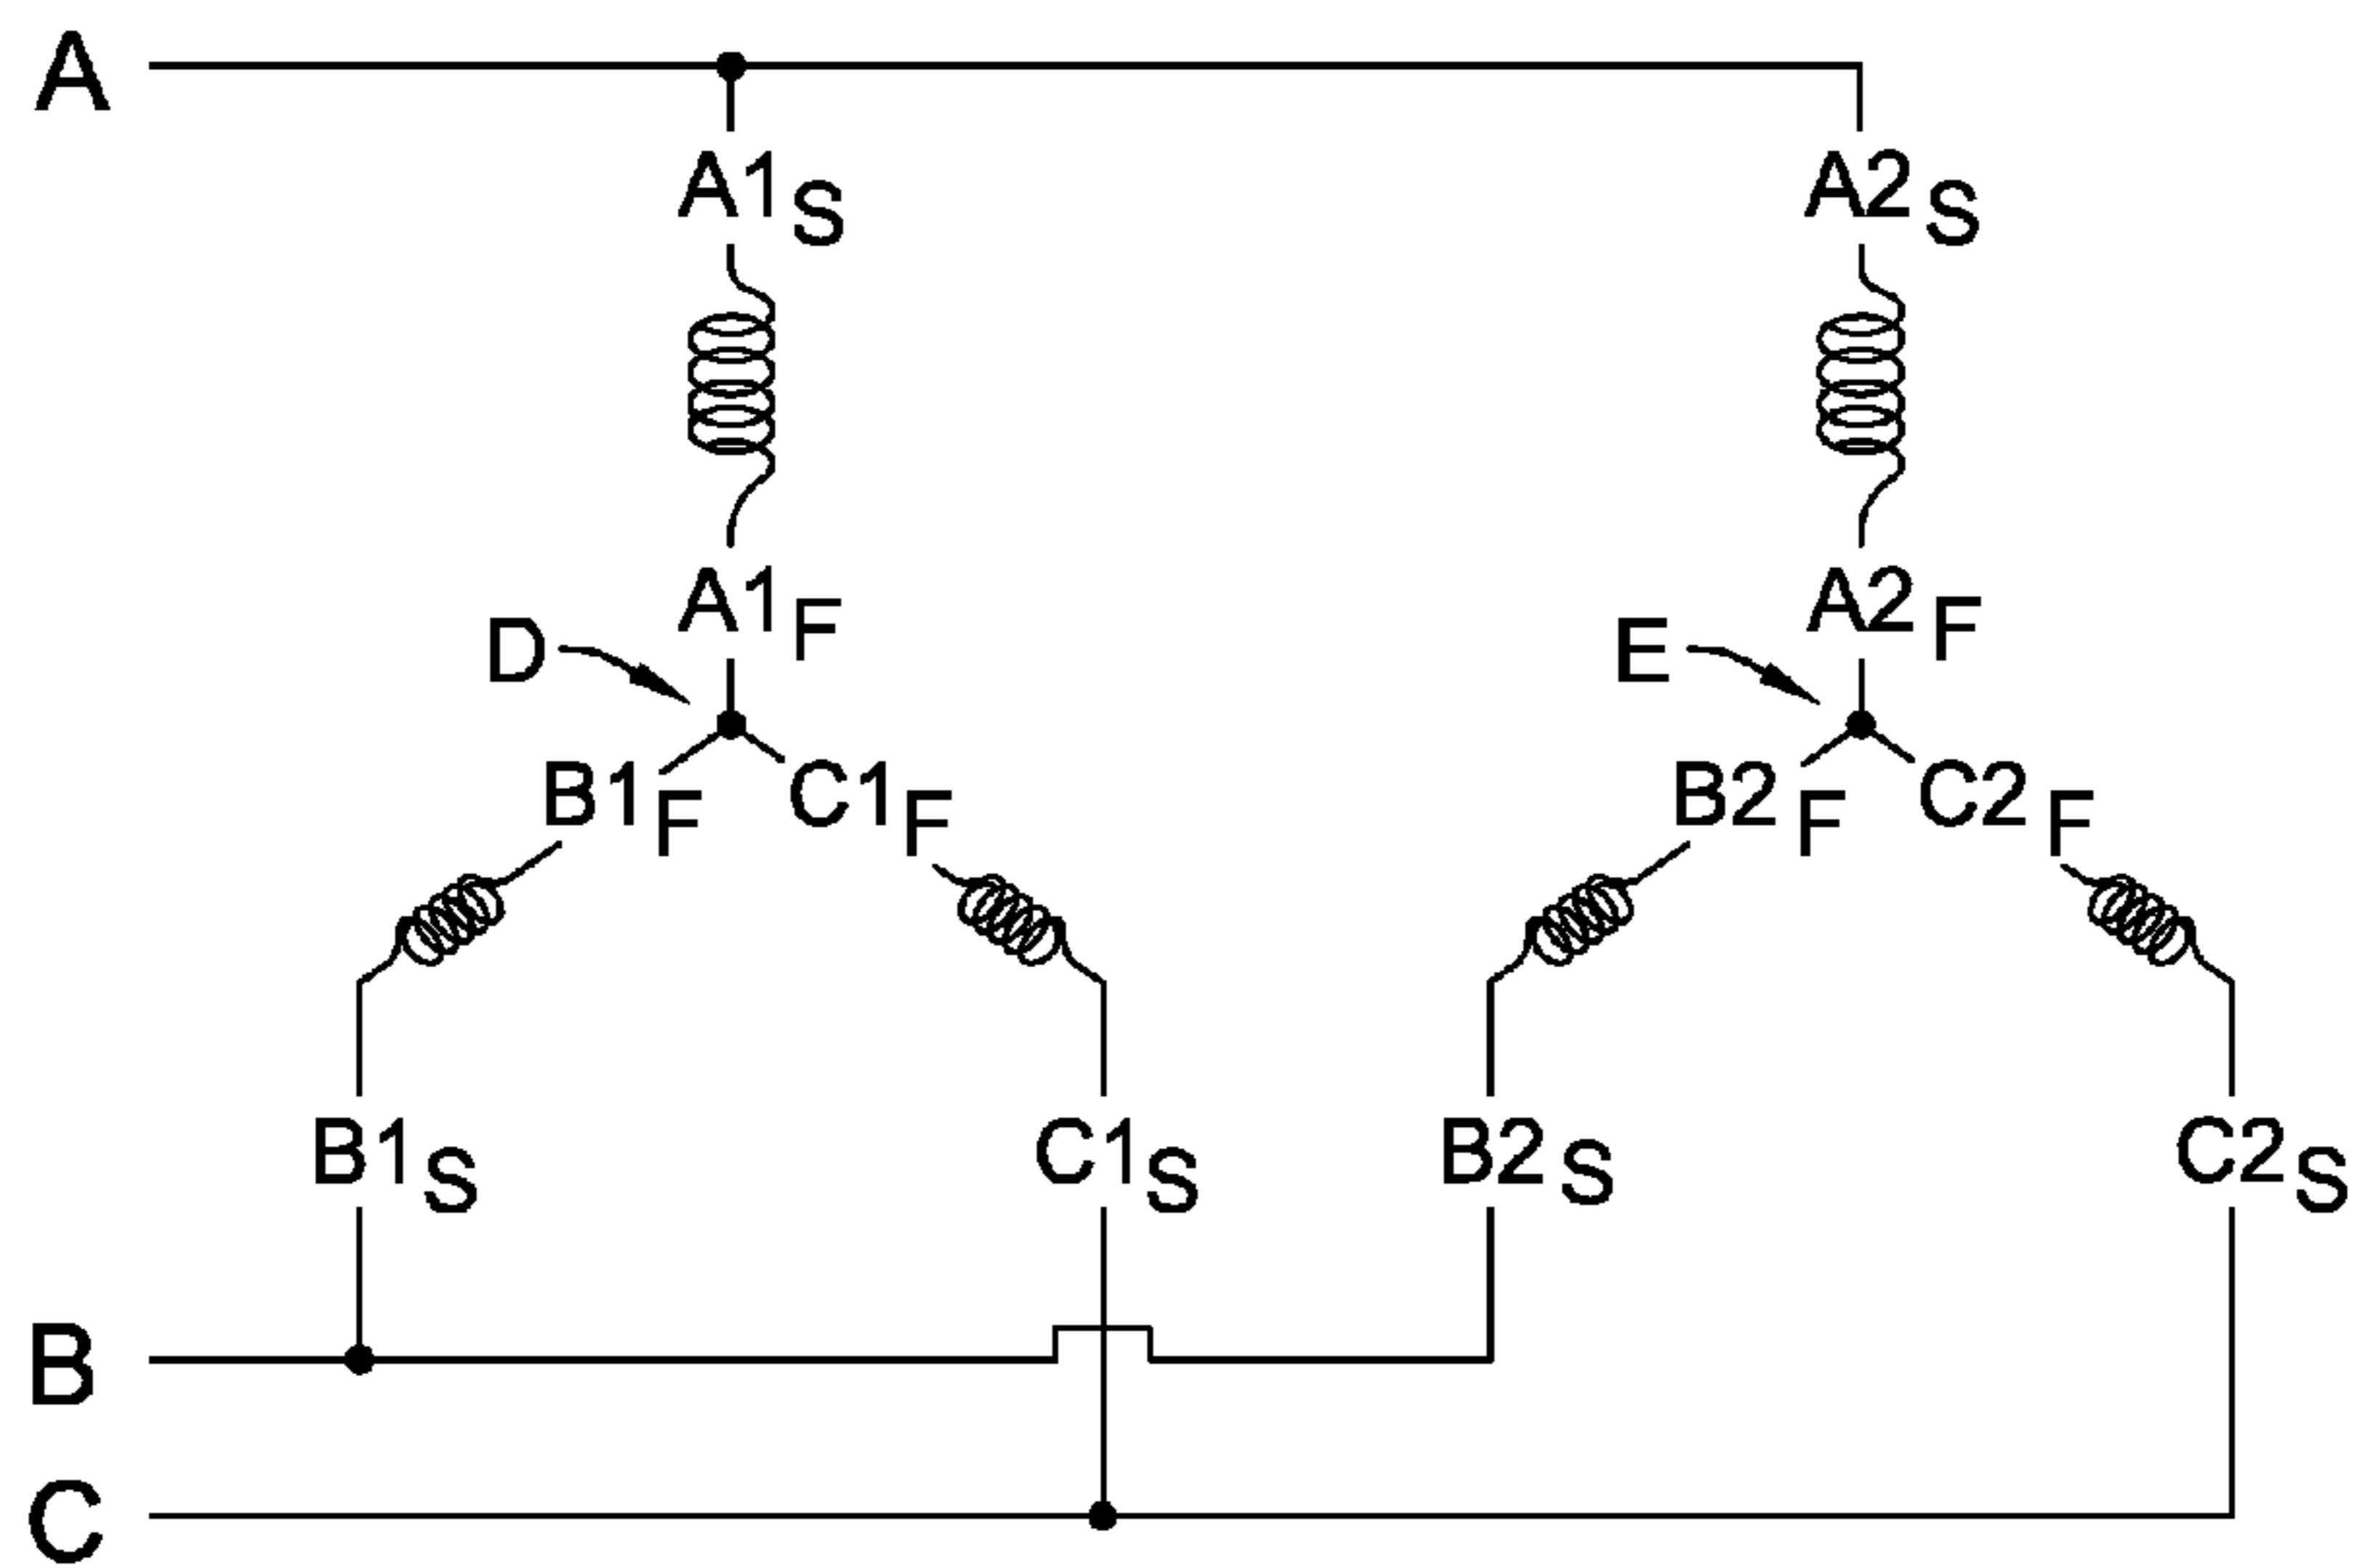 A
A1S A2S
A1F A2F
D E
B1F C1F B2F C2F
B1S C1S B2S C2S
B
C